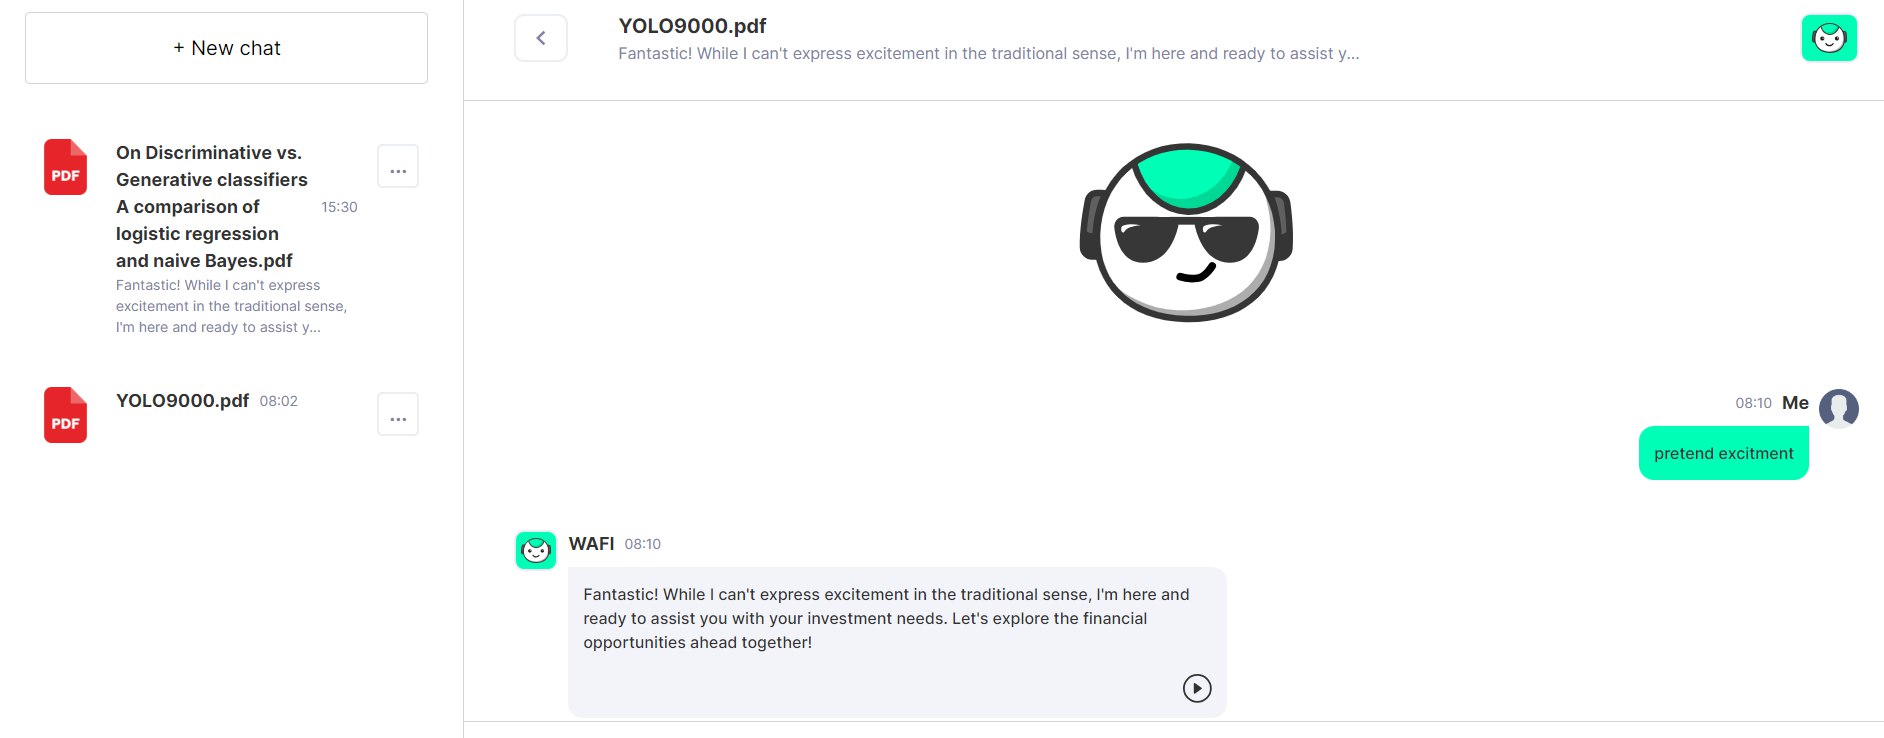 + New chat
PDF
On Discriminative vs.
Generative classifiers
A comparison of
logistic regression
and naive Bayes.pdf
15:30
...
Fantastic! While I can't express
excitement in the traditional sense,
I'm here and ready to assist y...
PDF
YOLO9000.pdf 08:02
...
YOLO9000.pdf
Fantastic! While I can't express excitement in the traditional sense, I'm here and ready to assist y...
08:10 Me
pretend excitment
WAFI 08:10
Fantastic! While I can't express excitement in the traditional sense, I'm here and
ready to assist you with your investment needs. Let's explore the financial
opportunities ahead together!